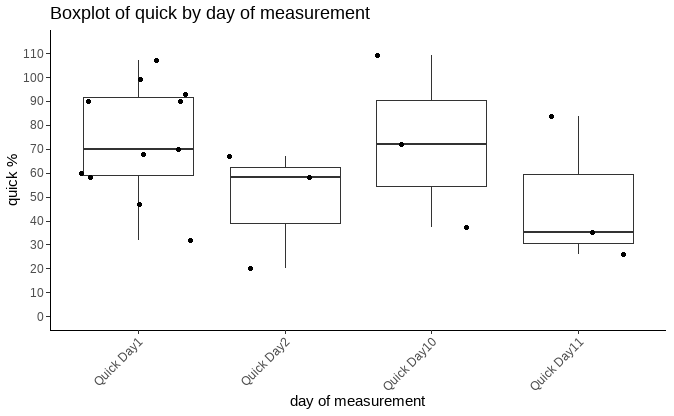 Boxplot of quick by day of measurement
quick %
110
100
90
80
70
60
50
40
30
20
10
0
Quick Day1
Quick Day2
Quick Day10
Quick Day11
day of measurement